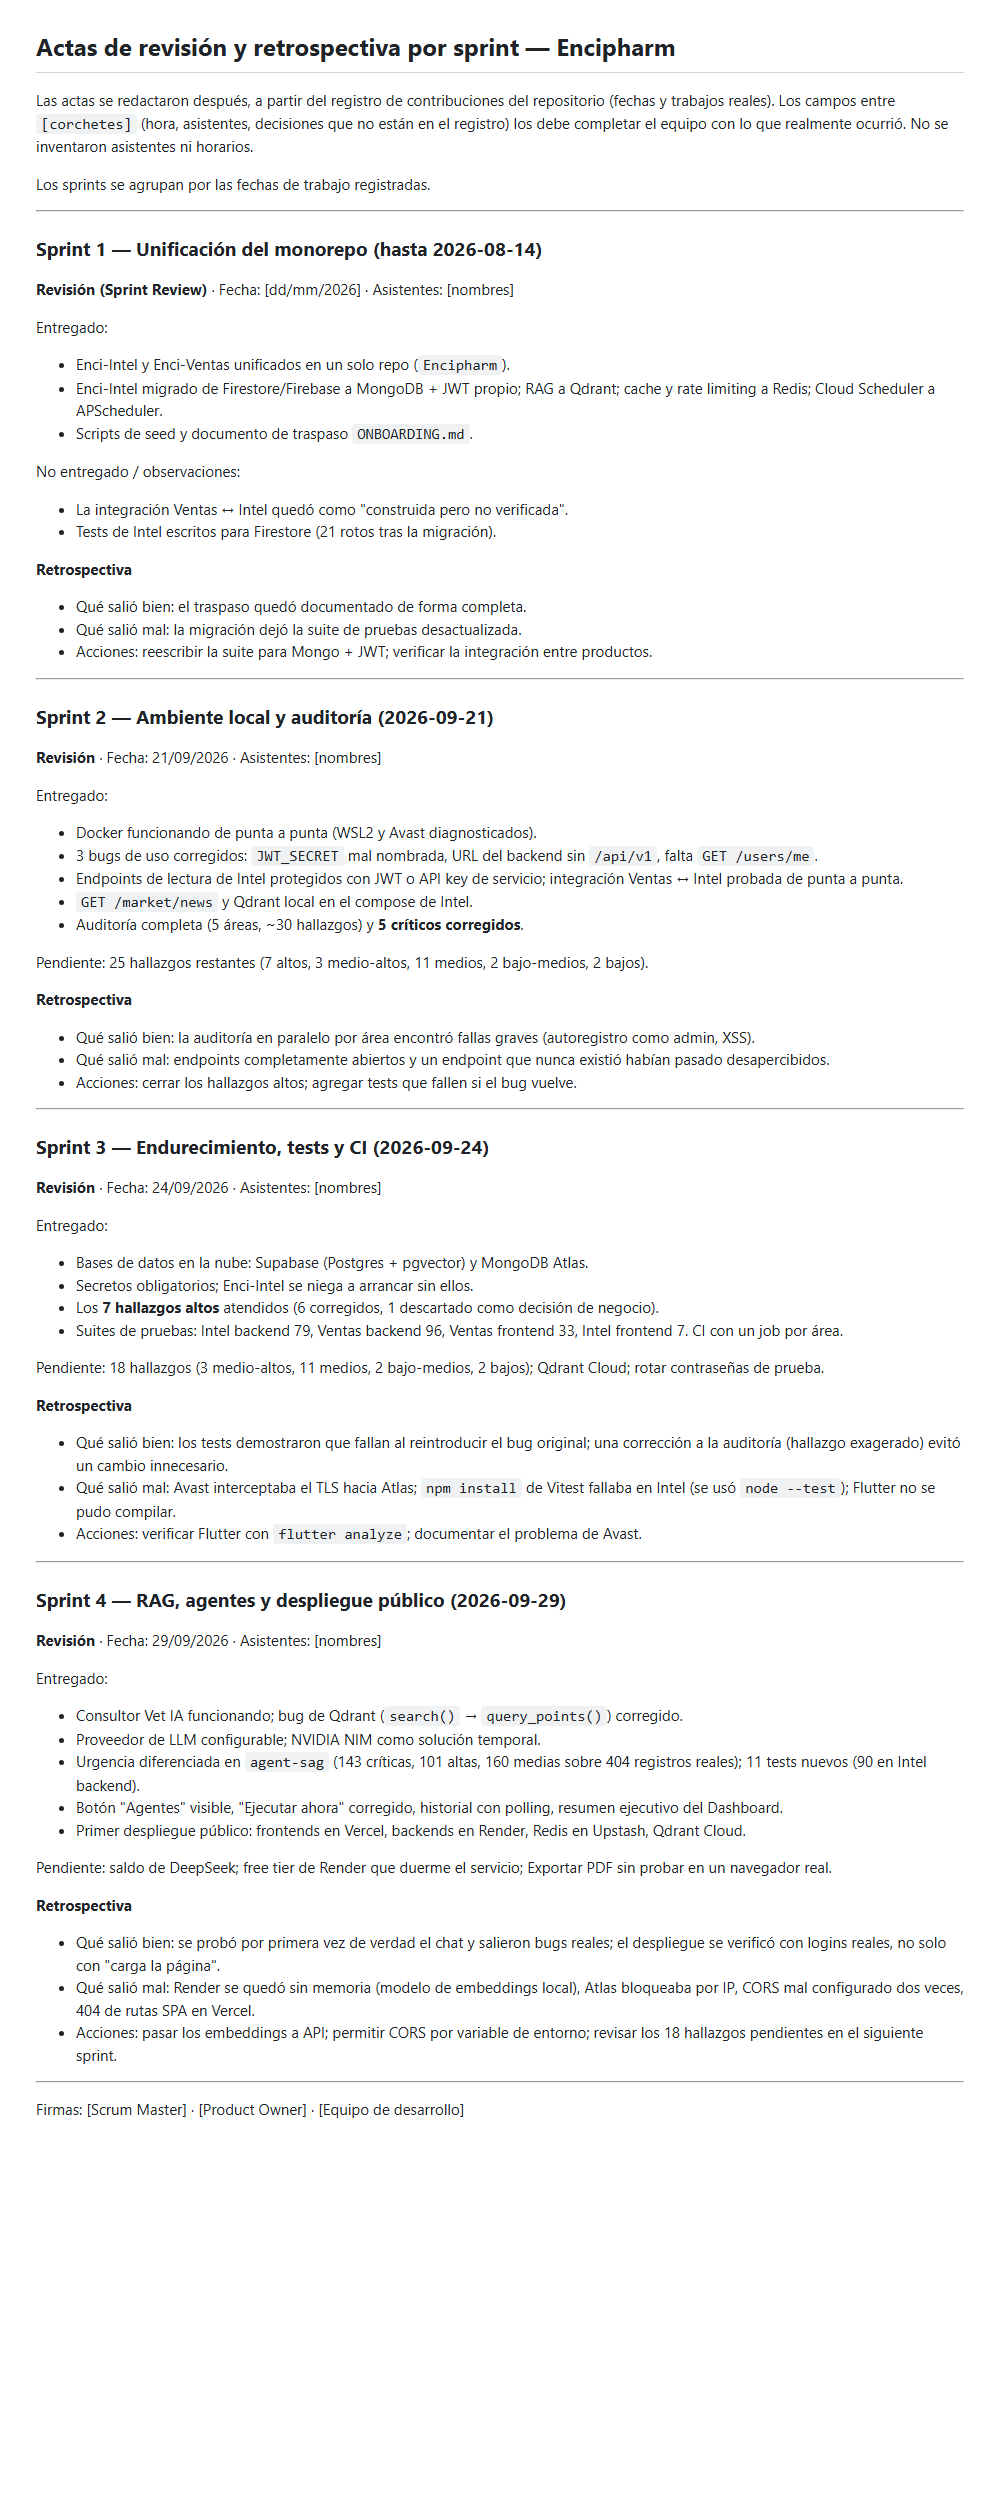 Actas de revisión y retrospectiva por sprint — Encipharm
Las actas se redactaron después, a partir del registro de contribuciones del repositorio (fechas y trabajos reales). Los campos entre
[corchetes] (hora, asistentes, decisiones que no están en el registro) los debe completar el equipo con lo que realmente ocurrió. No se
inventaron asistentes ni horarios.
Los sprints se agrupan por las fechas de trabajo registradas.
Sprint 1 — Unificación del monorepo (hasta 2026-08-14)
Revisión (Sprint Review) · Fecha: [dd/mm/2026] · Asistentes: [nombres]
Entregado:
• Enci-Intel y Enci-Ventas unificados en un solo repo ( Encipharm ).
• Enci-Intel migrado de Firestore/Firebase a MongoDB + JWT propio; RAG a Qdrant; cache y rate limiting a Redis; Cloud Scheduler a
APScheduler.
• Scripts de seed y documento de traspaso ONBOARDING.md .
No entregado / observaciones:
• La integración Ventas ↔ Intel quedó como "construida pero no verificada".
• Tests de Intel escritos para Firestore (21 rotos tras la migración).
Retrospectiva
• Qué salió bien: el traspaso quedó documentado de forma completa.
• Qué salió mal: la migración dejó la suite de pruebas desactualizada.
• Acciones: reescribir la suite para Mongo + JWT; verificar la integración entre productos.
Sprint 2 — Ambiente local y auditoría (2026-09-21)
Revisión · Fecha: 21/09/2026 · Asistentes: [nombres]
Entregado:
• Docker funcionando de punta a punta (WSL2 y Avast diagnosticados).
• 3 bugs de uso corregidos: JWT_SECRET mal nombrada, URL del backend sin /api/v1 , falta GET /users/me .
• Endpoints de lectura de Intel protegidos con JWT o API key de servicio; integración Ventas ↔ Intel probada de punta a punta.
• GET /market/news y Qdrant local en el compose de Intel.
• Auditoría completa (5 áreas, ~30 hallazgos) y 5 críticos corregidos.
Pendiente: 25 hallazgos restantes (7 altos, 3 medio-altos, 11 medios, 2 bajo-medios, 2 bajos).
Retrospectiva
• Qué salió bien: la auditoría en paralelo por área encontró fallas graves (autoregistro como admin, XSS).
• Qué salió mal: endpoints completamente abiertos y un endpoint que nunca existió habían pasado desapercibidos.
• Acciones: cerrar los hallazgos altos; agregar tests que fallen si el bug vuelve.
Sprint 3 — Endurecimiento, tests y CI (2026-09-24)
Revisión · Fecha: 24/09/2026 · Asistentes: [nombres]
Entregado:
• Bases de datos en la nube: Supabase (Postgres + pgvector) y MongoDB Atlas.
• Secretos obligatorios; Enci-Intel se niega a arrancar sin ellos.
• Los 7 hallazgos altos atendidos (6 corregidos, 1 descartado como decisión de negocio).
• Suites de pruebas: Intel backend 79, Ventas backend 96, Ventas frontend 33, Intel frontend 7. CI con un job por área.
Pendiente: 18 hallazgos (3 medio-altos, 11 medios, 2 bajo-medios, 2 bajos); Qdrant Cloud; rotar contraseñas de prueba.
Retrospectiva
• Qué salió bien: los tests demostraron que fallan al reintroducir el bug original; una corrección a la auditoría (hallazgo exagerado) evitó
un cambio innecesario.
• Qué salió mal: Avast interceptaba el TLS hacia Atlas; npm install de Vitest fallaba en Intel (se usó node --test ); Flutter no se
pudo compilar.
• Acciones: verificar Flutter con flutter analyze ; documentar el problema de Avast.
Sprint 4 — RAG, agentes y despliegue público (2026-09-29)
Revisión · Fecha: 29/09/2026 · Asistentes: [nombres]
Entregado:
• Consultor Vet IA funcionando; bug de Qdrant ( search() → query_points() ) corregido.
• Proveedor de LLM configurable; NVIDIA NIM como solución temporal.
• Urgencia diferenciada en agent-sag (143 críticas, 101 altas, 160 medias sobre 404 registros reales); 11 tests nuevos (90 en Intel
backend).
• Botón "Agentes" visible, "Ejecutar ahora" corregido, historial con polling, resumen ejecutivo del Dashboard.
• Primer despliegue público: frontends en Vercel, backends en Render, Redis en Upstash, Qdrant Cloud.
Pendiente: saldo de DeepSeek; free tier de Render que duerme el servicio; Exportar PDF sin probar en un navegador real.
Retrospectiva
• Qué salió bien: se probó por primera vez de verdad el chat y salieron bugs reales; el despliegue se verificó con logins reales, no solo
con "carga la página".
• Qué salió mal: Render se quedó sin memoria (modelo de embeddings local), Atlas bloqueaba por IP, CORS mal configurado dos veces,
404 de rutas SPA en Vercel.
• Acciones: pasar los embeddings a API; permitir CORS por variable de entorno; revisar los 18 hallazgos pendientes en el siguiente
sprint.
Firmas: [Scrum Master] · [Product Owner] · [Equipo de desarrollo]